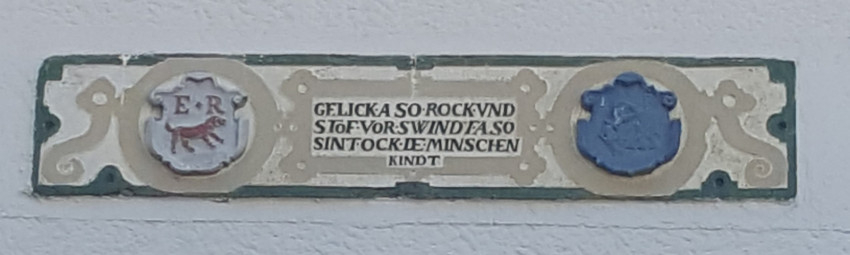 E · R
GELICK·ASO·ROCK·VND
STOF·VOR·SWINDT·ASO
SINT·OCK·DE·MINSCHEN
KINDT